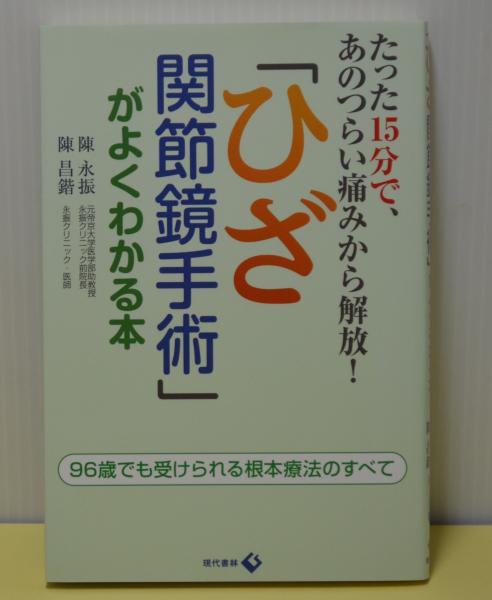 たった15分で、
あのつらい痛みから解放！
「ひざ
関節鏡手術」
がよくわかる本
陳 永振
元帝京大学医学部助教授
永振クリニック前院長
陳 昌鍇
永振クリニック・医師
96歳でも受けられる根本療法のすべて
現代書林